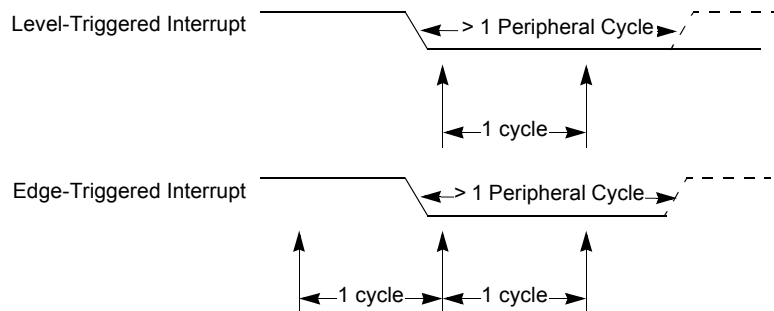 Level-Triggered Interrupt
> 1 Peripheral Cycle
1 cycle
Edge-Triggered Interrupt
> 1 Peripheral Cycle
1 cycle
1 cycle